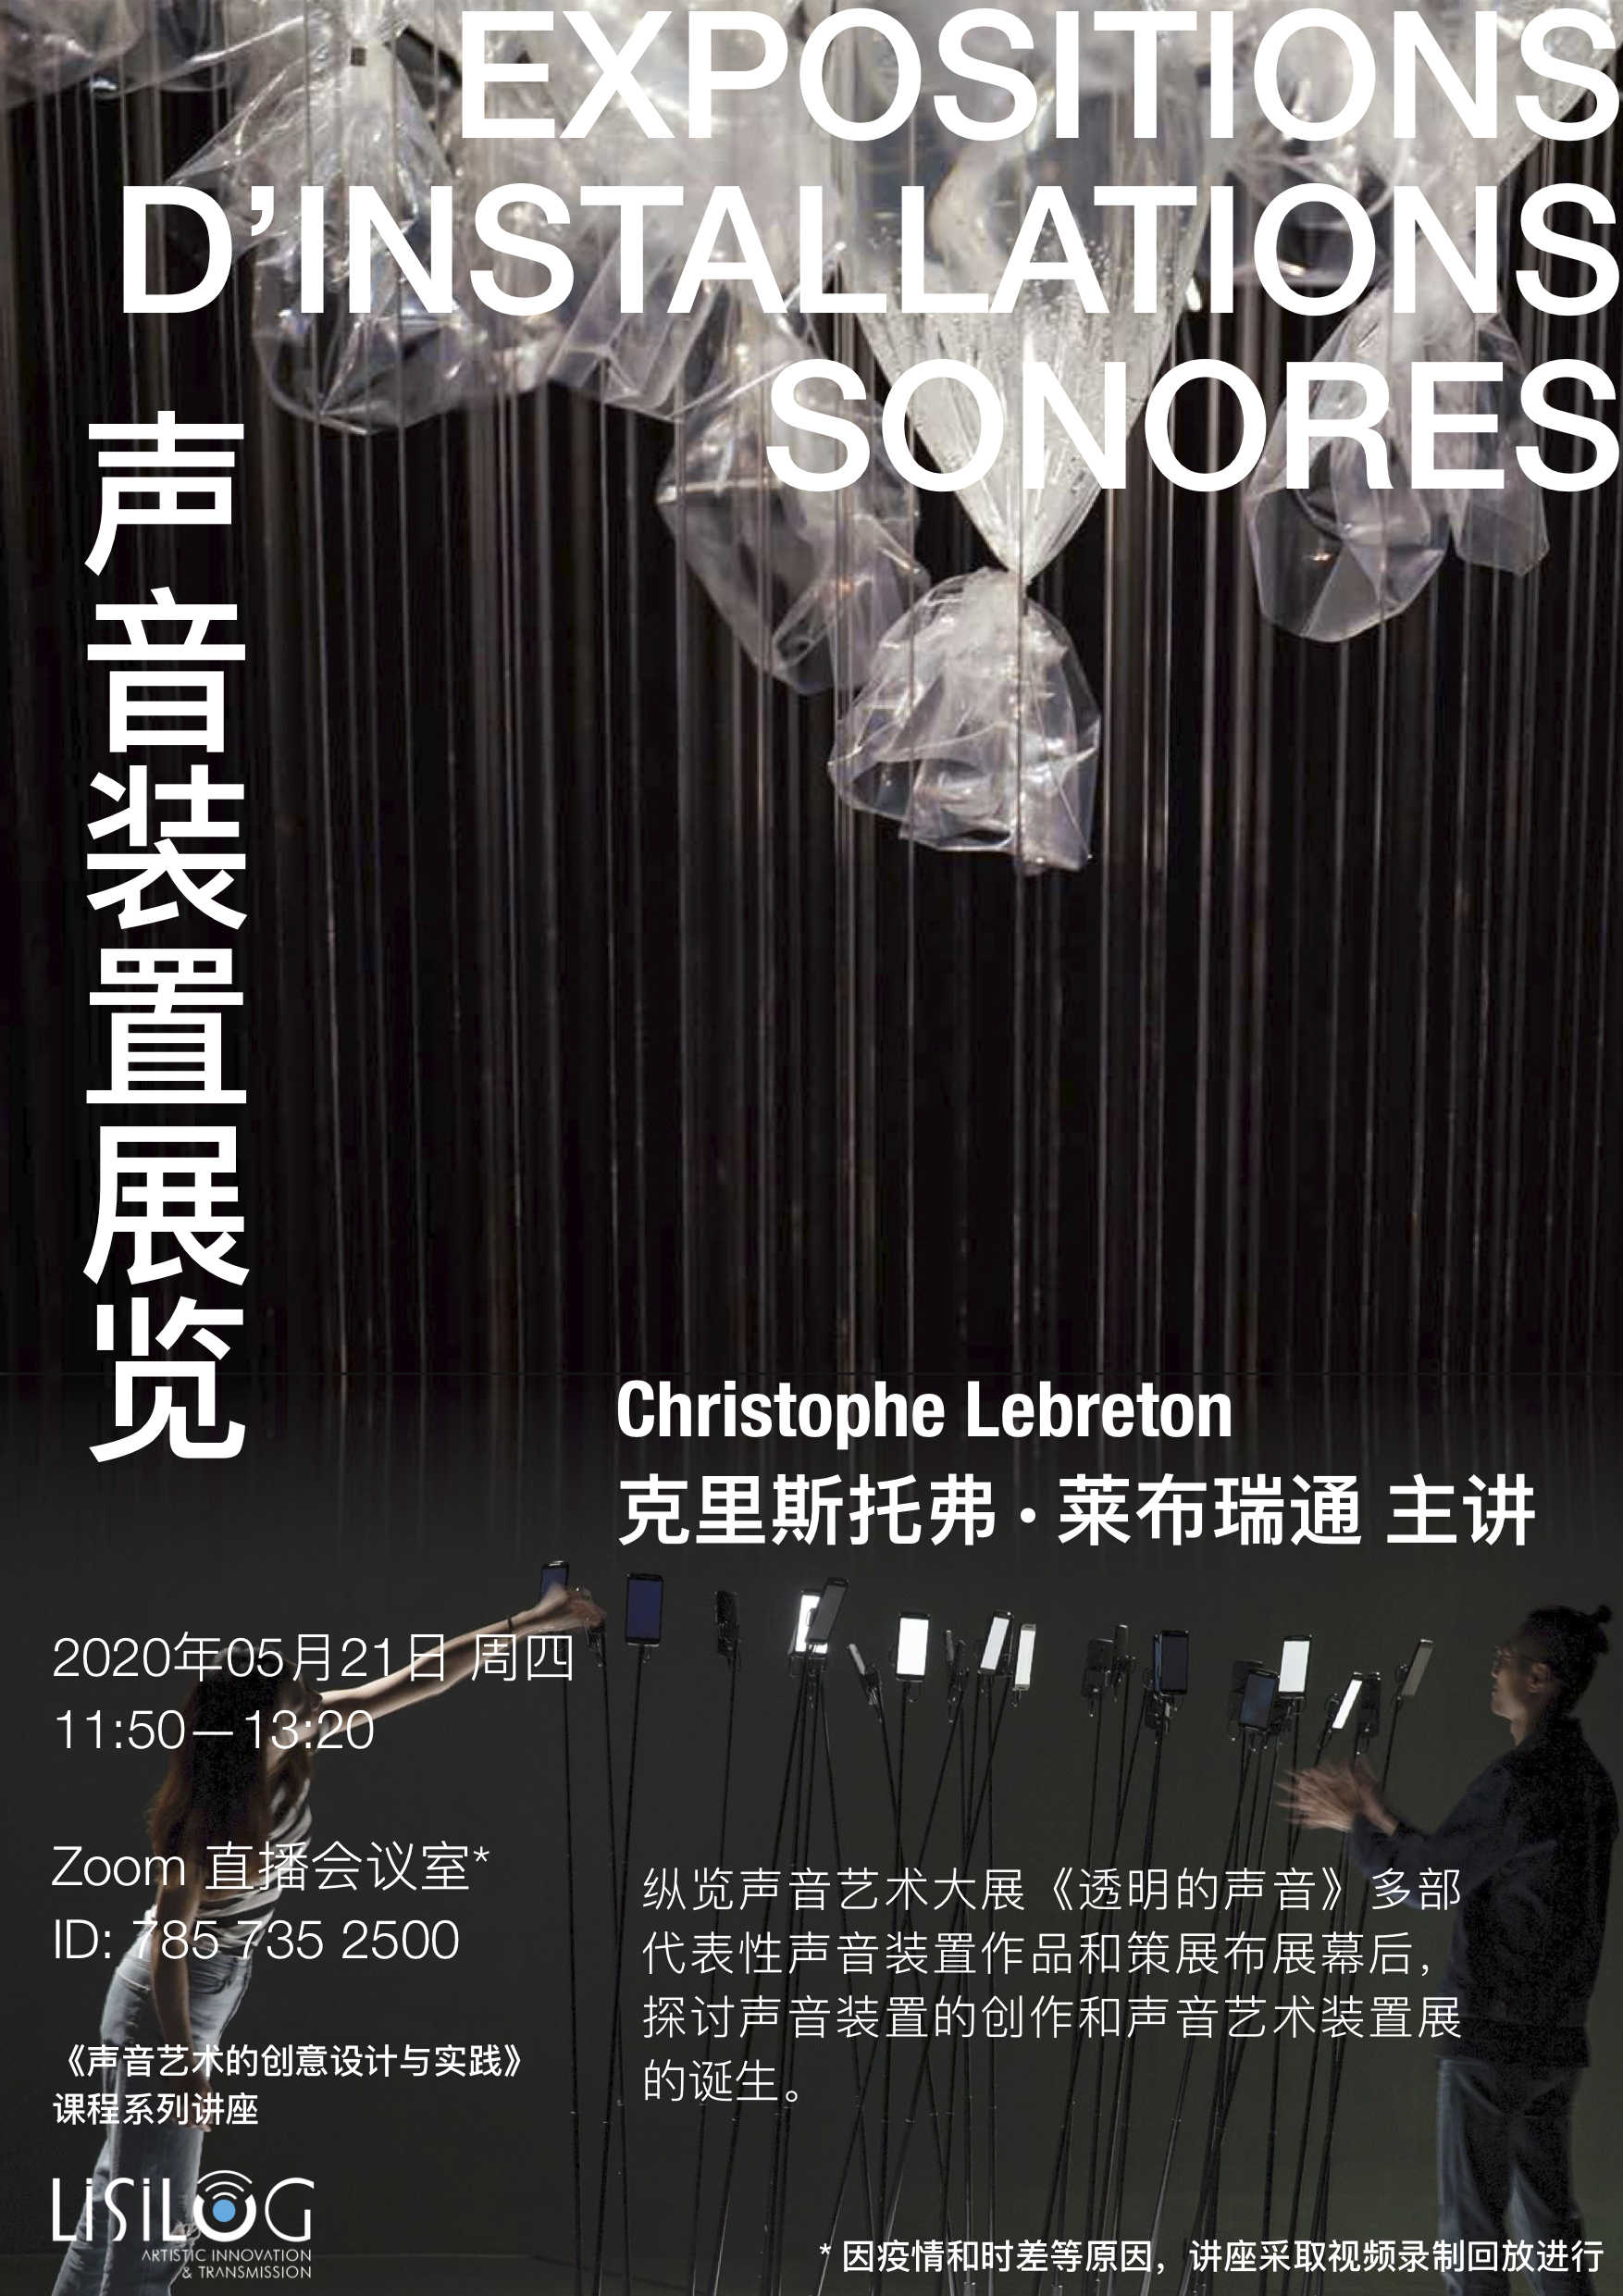 EXPOSITIONS
D’INSTALLATIONS
SONORES
声音装置展览
Christophe Lebreton
克里斯托弗·莱布瑞通 主讲
2020年05月21日 周四
11:50—13:20
Zoom 直播会议室*
ID: 785 735 2500
《声音艺术的创意设计与实践》
课程系列讲座
纵览声音艺术大展《透明的声音》多部
代表性声音装置作品和策展布展幕后，
探讨声音装置的创作和声音艺术装置展
的诞生。
LiSiLOG
ARTISTIC INNOVATION
& TRANSMISSION
* 因疫情和时差等原因，讲座采取视频录制回放进行